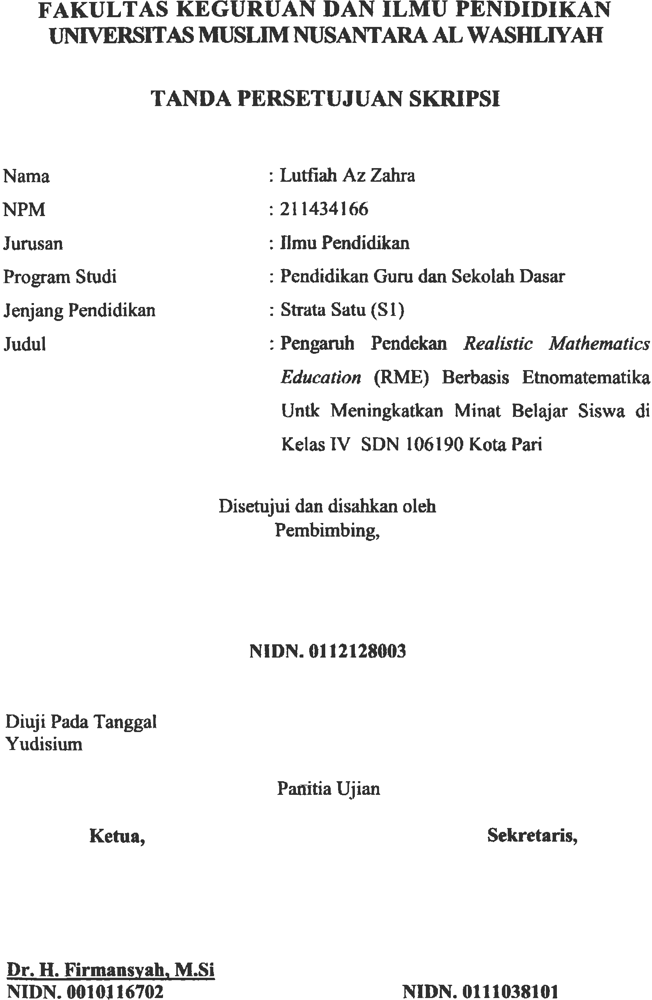 FAKULTAS KEGURUAN DAN ILMU PENDIDIKAN
UNIVERSITAS MUSLIM NUSANTARA AL WASHLIYAH
TANDA PERSETUJUAN SKRIPSI
Nama : Lutfiah Az Zahra
NPM : 211434166
Jurusan : Ilmu Pendidikan
Program Studi : Pendidikan Guru dan Sekolah Dasar
Jenjang Pendidikan : Strata Satu (S1)
Judul : Pengaruh Pendekan Realistic Mathematics
Education (RME) Berbasis Etnomatematika
Untk Meningkatkan Minat Belajar Siswa di
Kelas IV SDN 106190 Kota Pari
Disetujui dan disahkan oleh
Pembimbing,
NIDN. 0112128003
Diuji Pada Tanggal
Yudisium
Panitia Ujian
Ketua, Sekretaris,
Dr. H. Firmansyah, M.Si
NIDN. 0010116702 NIDN. 0111038101